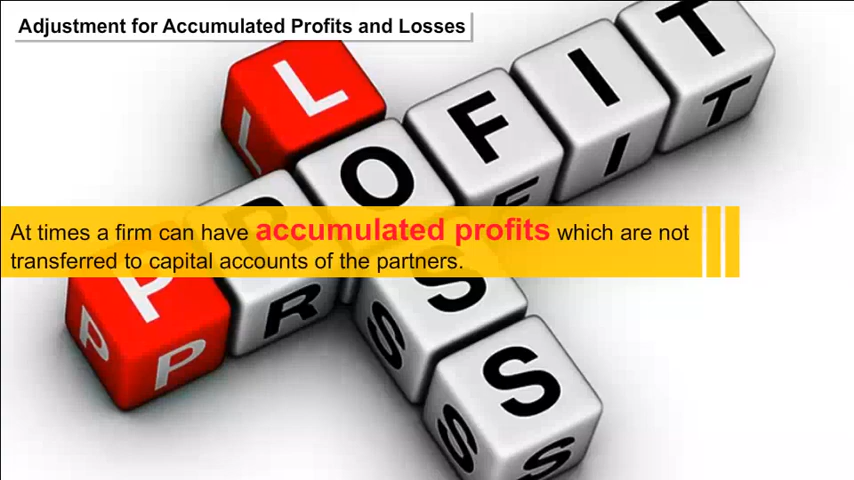 Adjustment for Accumulated Profits and Losses
L
PROFIT
S
S
At times a firm can have accumulated profits which are not
transferred to capital accounts of the partners.